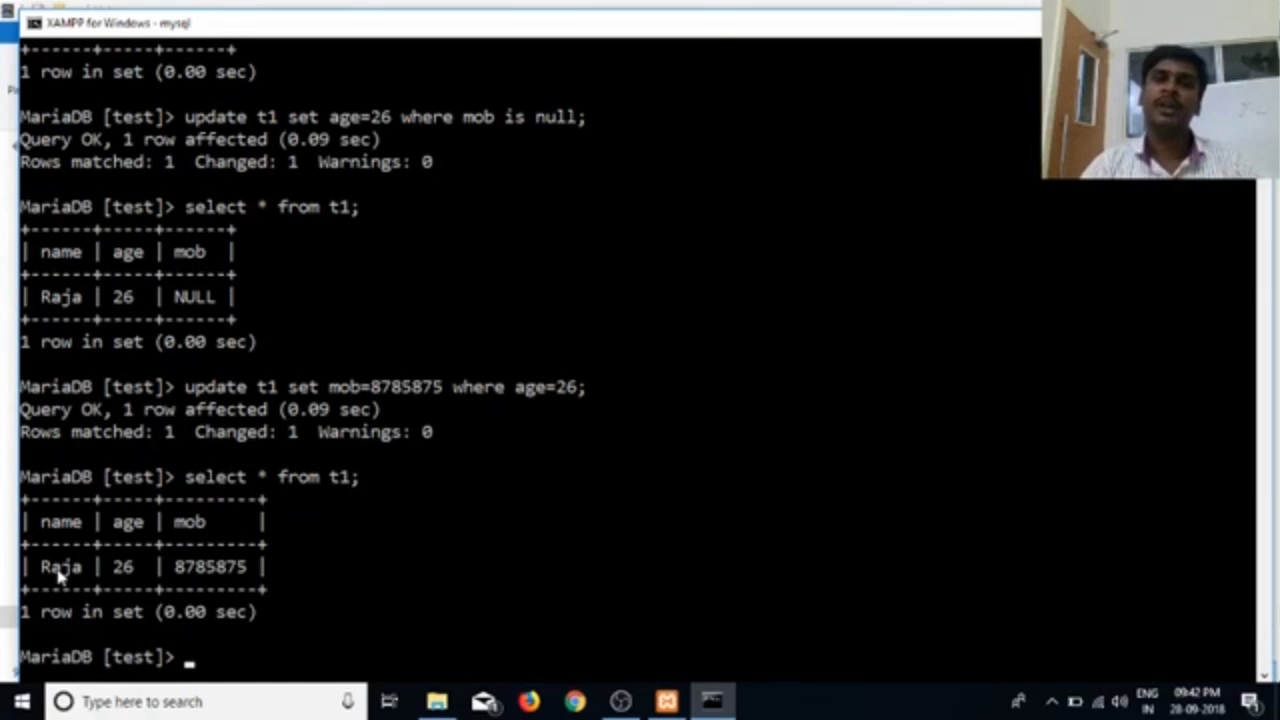 XAMPP for Windows - mysql
+------+-----+------+
1 row in set (0.00 sec)
MariaDB [test]> update t1 set age=26 where mob is null;
Query OK, 1 row affected (0.09 sec)
Rows matched: 1  Changed: 1  Warnings: 0
MariaDB [test]> select * from t1;
+------+-----+------+
| name | age | mob  |
+------+-----+------+
| Raja | 26  | NULL |
+------+-----+------+
1 row in set (0.00 sec)
MariaDB [test]> update t1 set mob=8785875 where age=26;
Query OK, 1 row affected (0.09 sec)
Rows matched: 1  Changed: 1  Warnings: 0
MariaDB [test]> select * from t1;
+------+-----+---------+
| name | age | mob     |
+------+-----+---------+
| Raja | 26  | 8785875 |
+------+-----+---------+
1 row in set (0.00 sec)
MariaDB [test]>
Type here to search
ENG 09:42 PM
IN 28-09-2018